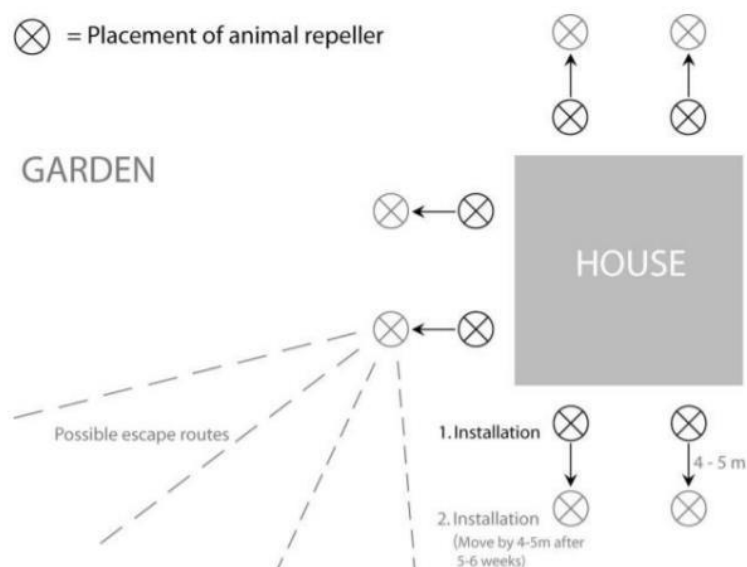 = Placement of animal repeller
GARDEN
HOUSE
Possible escape routes
1. Installation
4 - 5 m
2. Installation
(Move by 4-5m after
5-6 weeks)